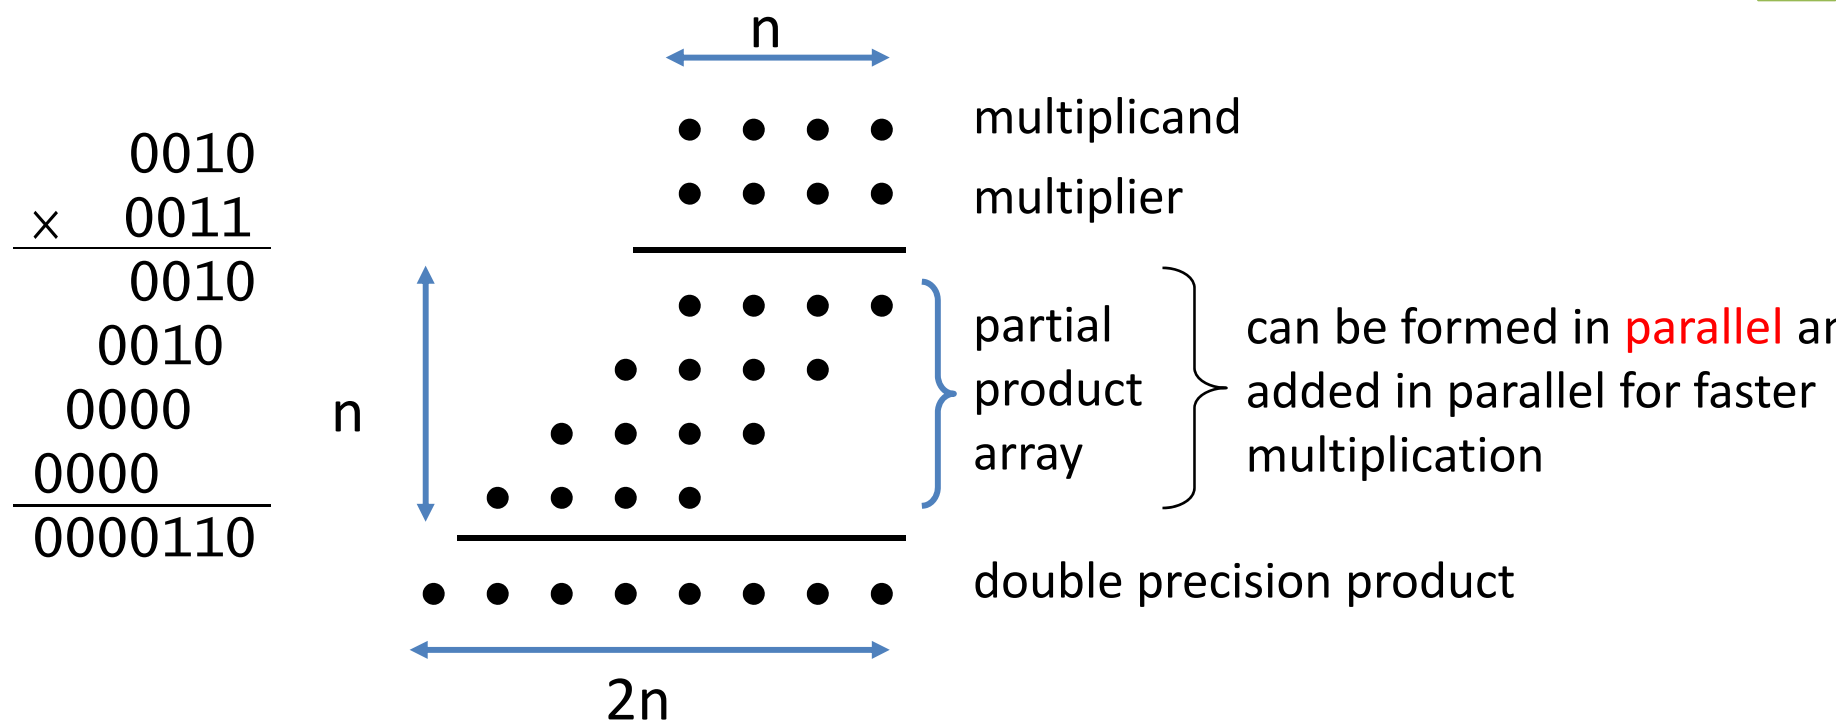 n
0010
× 0011
0010
0010
0000
0000
0000110
n
multiplicand
multiplier
partial
product
array
can be formed in parallel
added in parallel for faster
multiplication
double precision product
2n